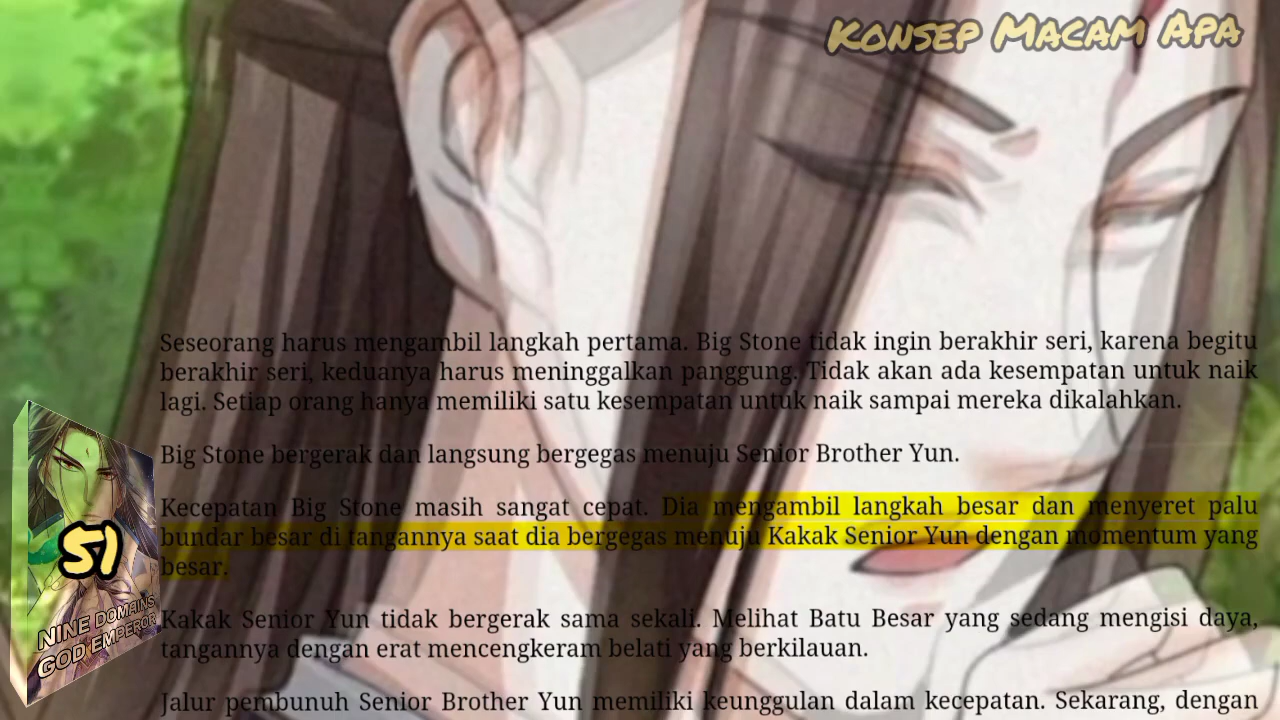 Konsep Macam Apa
Seseorang harus mengambil langkah pertama. Big Stone tidak ingin berakhir seri, karena begitu
berakhir seri, keduanya harus meninggalkan panggung. Tidak akan ada kesempatan untuk naik
lagi. Setiap orang hanya memiliki satu kesempatan untuk naik sampai mereka dikalahkan.
Big Stone bergerak dan langsung bergegas menuju Senior Brother Yun.
Kecepatan Big Stone masih sangat cepat. Dia mengambil langkah besar dan menyeret palu
bundar besar di tangannya saat dia bergegas menuju Kakak Senior Yun dengan momentum yang
besar.
Kakak Senior Yun tidak bergerak sama sekali. Melihat Batu Besar yang sedang mengisi daya,
tangannya dengan erat mencengkeram belati yang berkilauan.
Jalur pembunuh Senior Brother Yun memiliki keunggulan dalam kecepatan. Sekarang, dengan
51
NINE DOMAINS
GOD EMPEROR